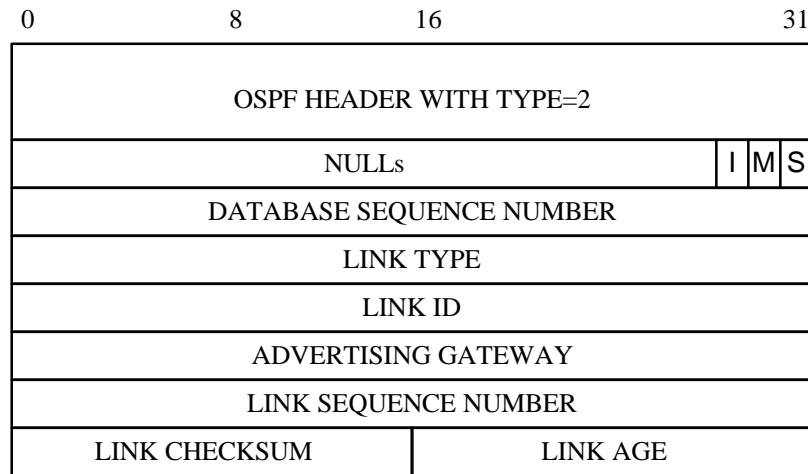 0 8 16 31
OSPF HEADER WITH TYPE=2
NULLs I M S
DATABASE SEQUENCE NUMBER
LINK TYPE
LINK ID
ADVERTISING GATEWAY
LINK SEQUENCE NUMBER
LINK CHECKSUM LINK AGE